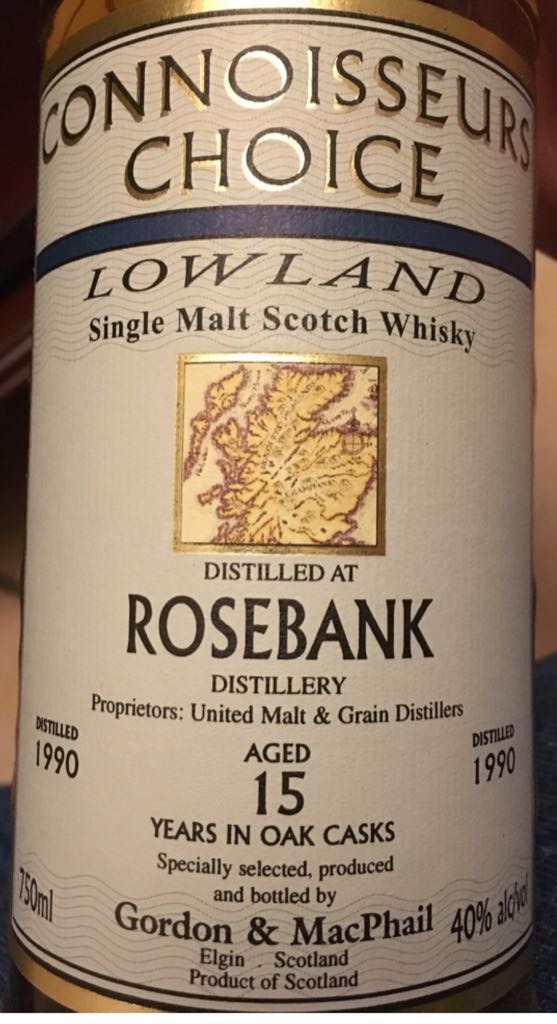 CONNOISSEURS
CHOICE
LOWLAND
Single Malt Scotch Whisky
GRAMPIANS
DISTILLED AT
ROSEBANK
DISTILLERY
Proprietors: United Malt & Grain Distillers
DISTILLED
1990
AGED
15
YEARS IN OAK CASKS
DISTILLED
1990
Specially selected, produced
and bottled by
750ml
Gordon & MacPhail
40% alc/vol
Elgin . Scotland
Product of Scotland